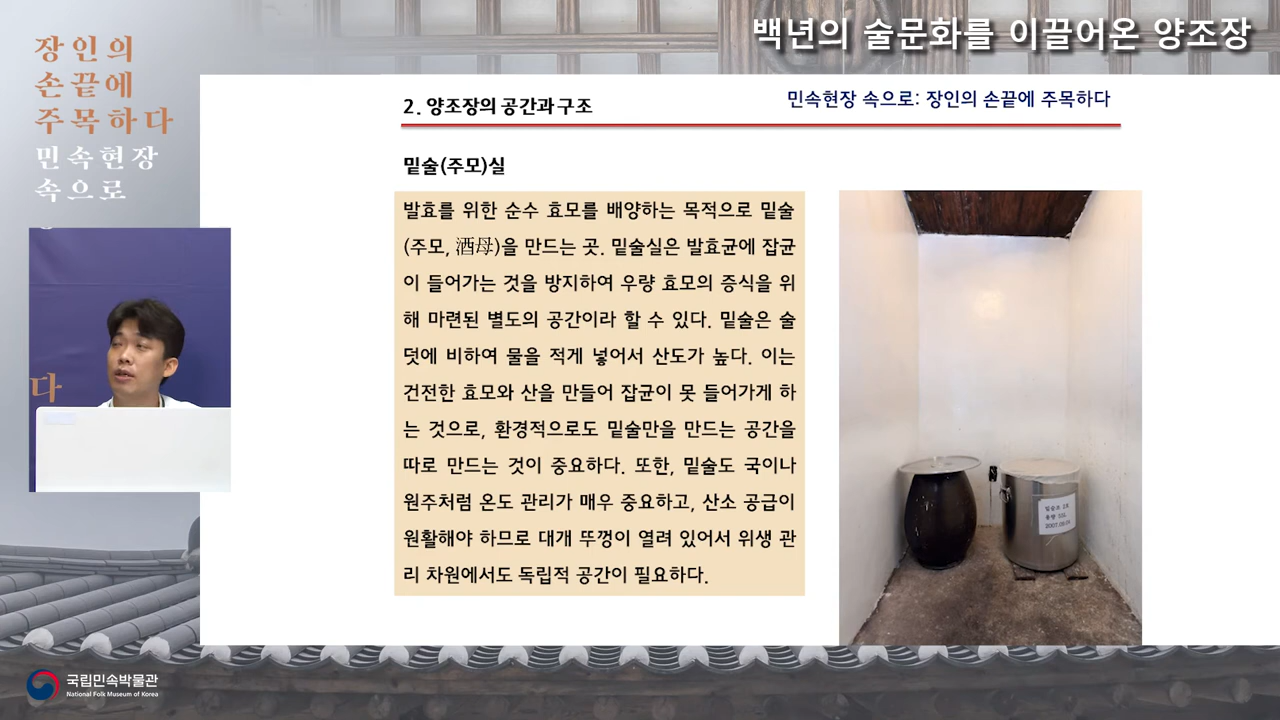 백년의 술문화를 이끌어온 양조장
장인의
손끝에
주목하다
민속현장
속으로
다
2. 양조장의 공간과 구조
민속현장 속으로: 장인의 손끝에 주목하다
밑술(주모)실
발효를 위한 순수 효모를 배양하는 목적으로 밑술
(주모, 酒母)을 만드는 곳. 밑술실은 발효균에 잡균
이 들어가는 것을 방지하여 우량 효모의 증식을 위
해 마련된 별도의 공간이라 할 수 있다. 밑술은 술
덧에 비하여 물을 적게 넣어서 산도가 높다. 이는
건전한 효모와 산을 만들어 잡균이 못 들어가게 하
는 것으로, 환경적으로도 밑술만을 만드는 공간을
따로 만드는 것이 중요하다. 또한, 밑술도 국이나
원주처럼 온도 관리가 매우 중요하고, 산소 공급이
원활해야 하므로 대개 뚜껑이 열려 있어서 위생 관
리 차원에서도 독립적 공간이 필요하다.
국립민속박물관
National Folk Museum of Korea